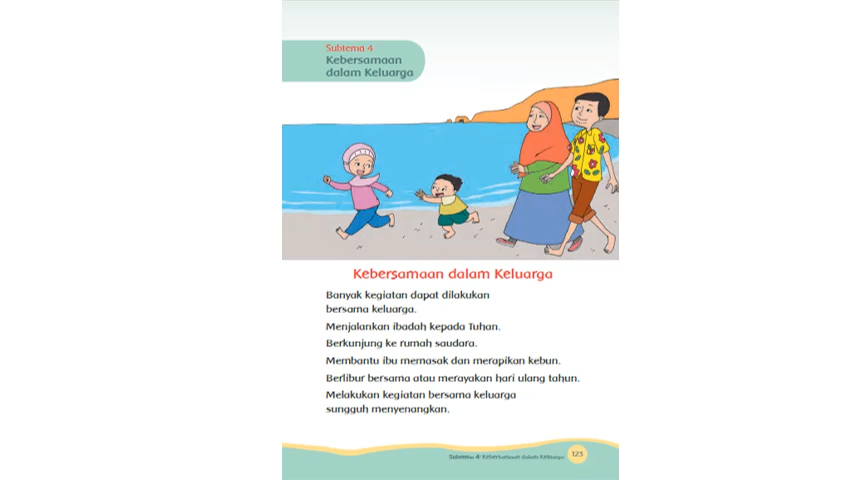 Subtema 4
Kebersamaan
dalam Keluarga
Kebersamaan dalam Keluarga
Banyak kegiatan dapat dilakukan
bersama keluarga.
Menjalankan ibadah kepada Tuhan.
Berkunjung ke rumah saudara.
Membantu ibu memasak dan merapikan kebun.
Berlibur bersama atau merayakan hari ulang tahun.
Melakukan kegiatan bersama keluarga
sungguh menyenangkan.
Subtema 4: Kebersamaan dalam Keluarga 123